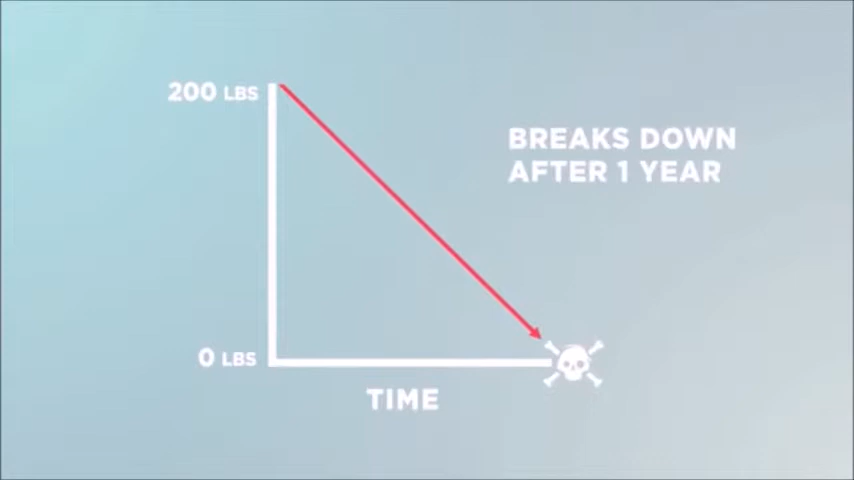 200 LBS
BREAKS DOWN
AFTER 1 YEAR
0 LBS
TIME